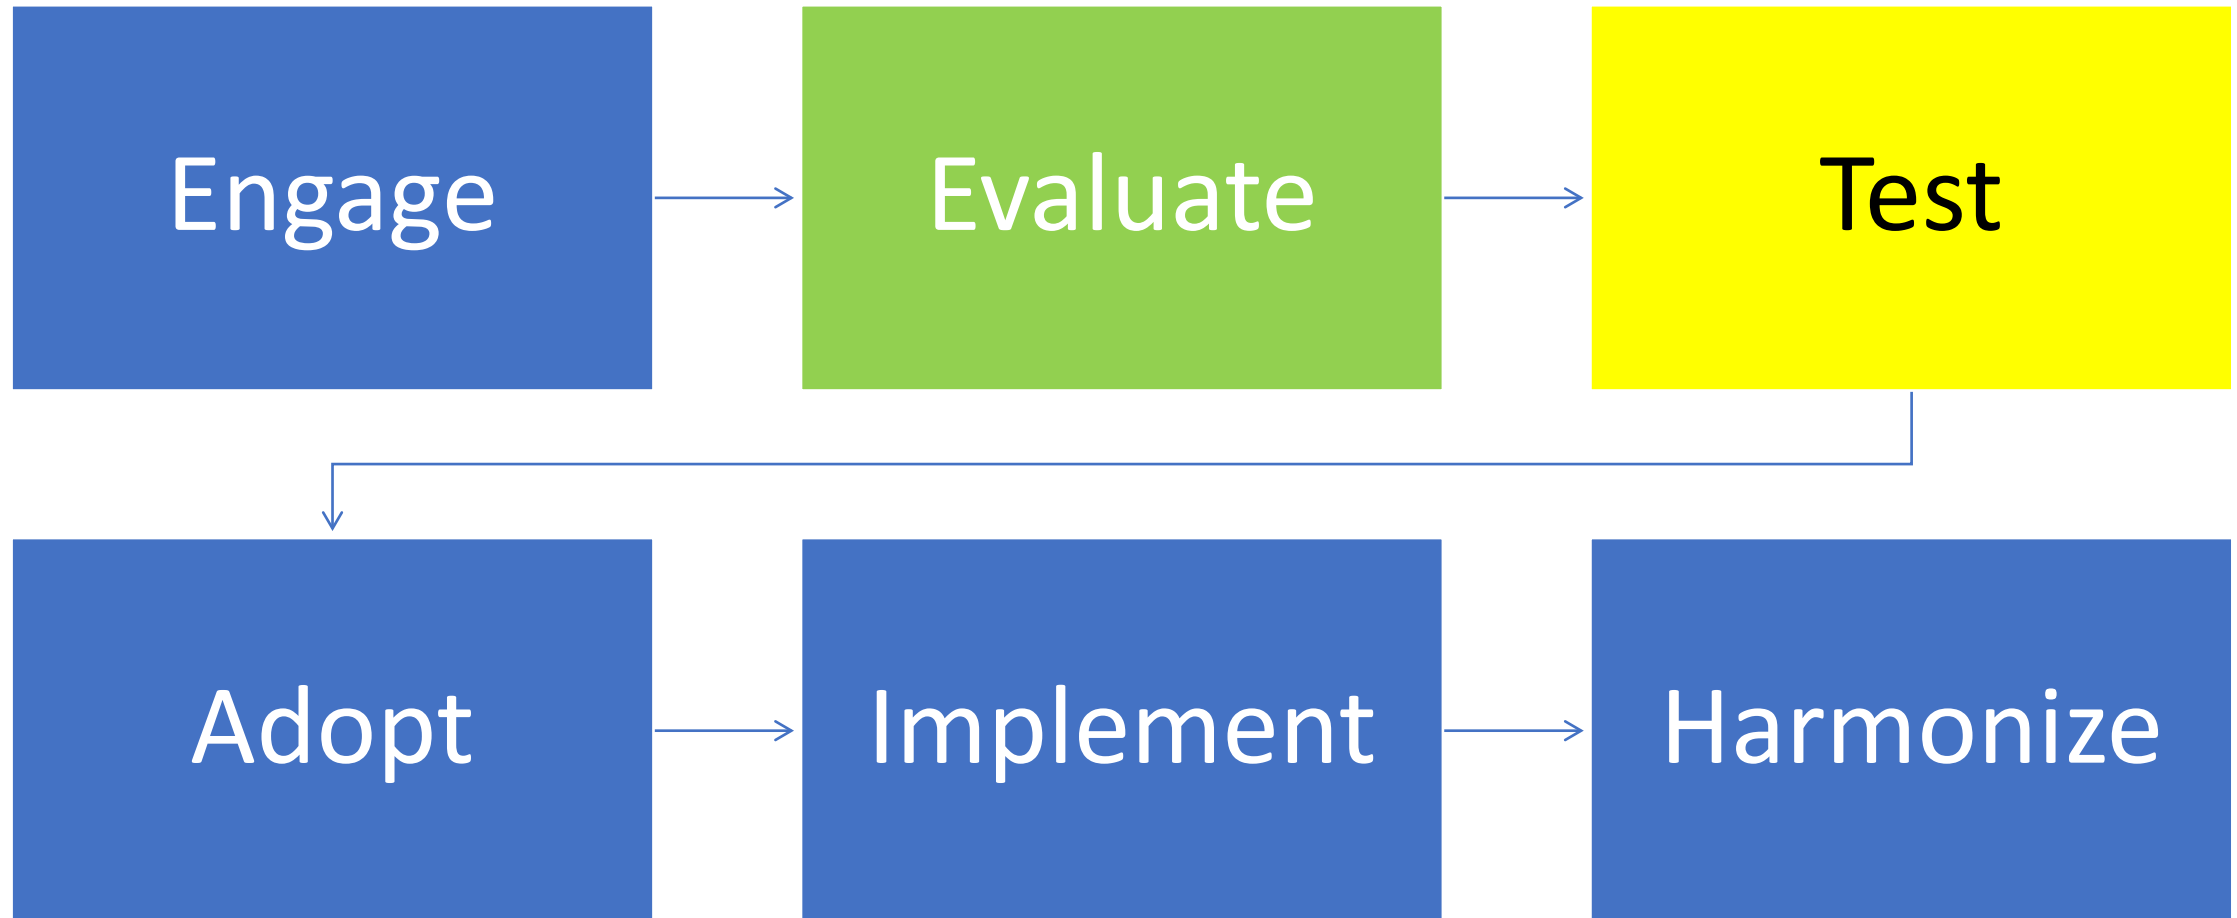 Engage
Evaluate
Test
Adopt
Implement
Harmonize